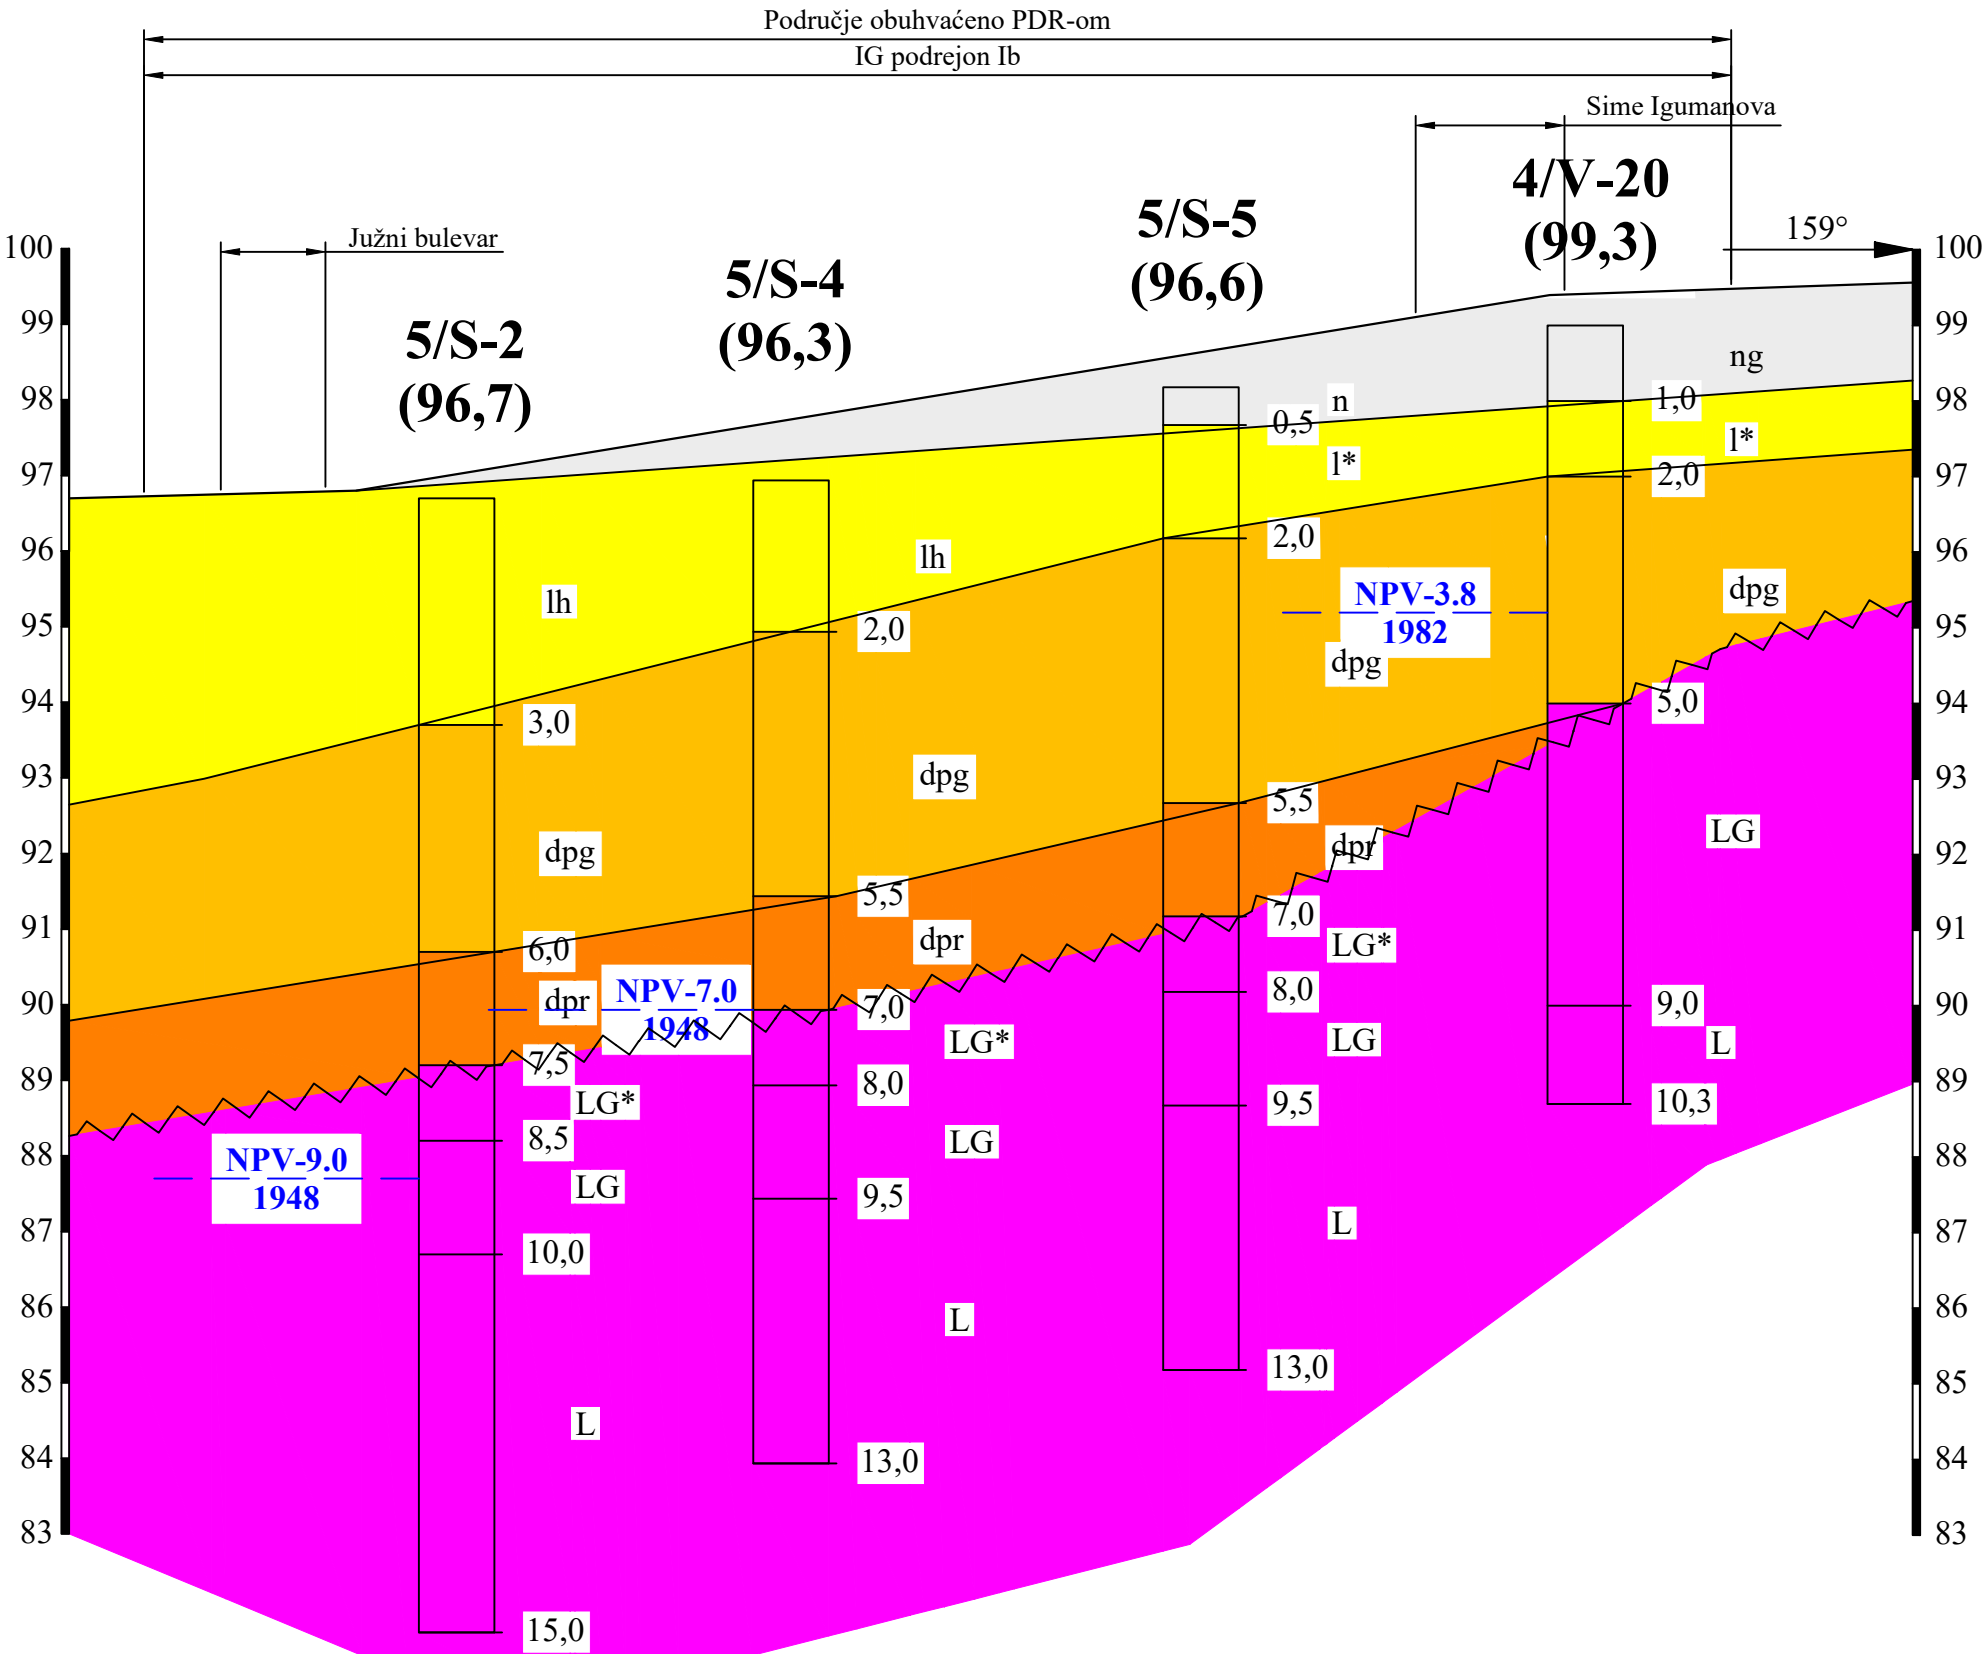 Područje obuhvaćeno PDR-om
IG podrejon Ib
Sime Igumanova
4/V-20
(99,3)
5/S-5
(96,6)
159°
Južni bulevar
5/S-4
(96,3)
5/S-2
(96,7)
100
99
98
97
96
95
94
93
92
91
90
89
88
87
86
85
84
83
lh
3,0
dpg
6,0
dpr
7,5
LG*
8,5
LG
10,0
L
15,0
NPV-9.0
1948
lh
2,0
dpg
5,5
dpr
NPV-7.0
1948
7,0
LG*
8,0
LG
9,5
L
13,0
n
0,5
l*
2,0
NPV-3.8
1982
dpg
5,5
dpr
7,0
LG*
8,0
LG
9,5
L
13,0
ng
1,0
l*
2,0
dpg
5,0
LG
9,0
L
10,3
100
99
98
97
96
95
94
93
92
91
90
89
88
87
86
85
84
83